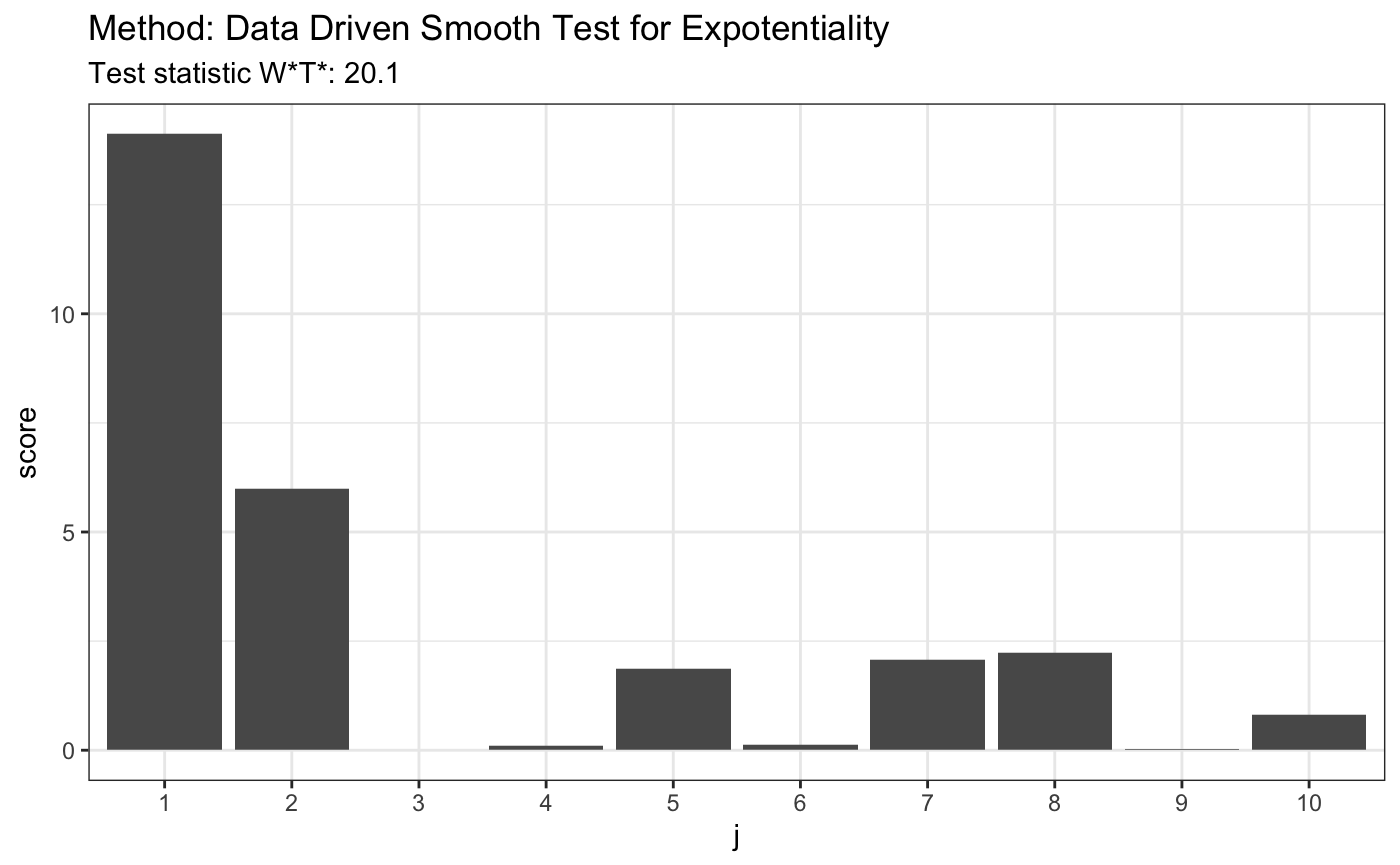 Method: Data Driven Smooth Test for Expotentiality
Test statistic W*T*: 20.1
score
10
5
0
1 2 3 4 5 6 7 8 9 10
j